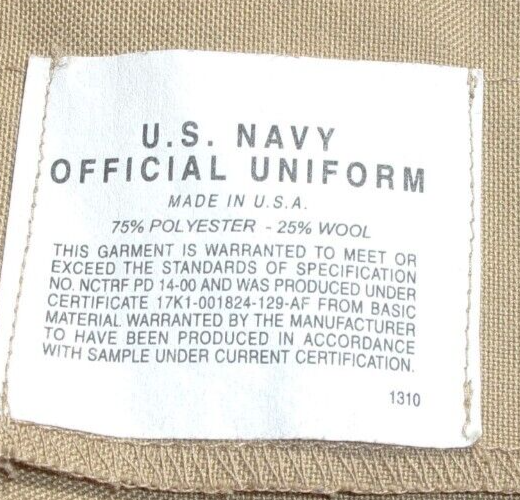 U.S. NAVY
OFFICIAL UNIFORM
MADE IN U.S.A.
75% POLYESTER - 25% WOOL
THIS GARMENT IS WARRANTED TO MEET OR
EXCEED THE STANDARDS OF SPECIFICATION
NO. NCTRF PD 14-00 AND WAS PRODUCED UNDER
CERTIFICATE 17K1-001824-129-AF FROM BASIC
MATERIAL WARRANTED BY THE MANUFACTURER
TO HAVE BEEN PRODUCED IN ACCORDANCE
WITH SAMPLE UNDER CURRENT CERTIFICATION.
1310